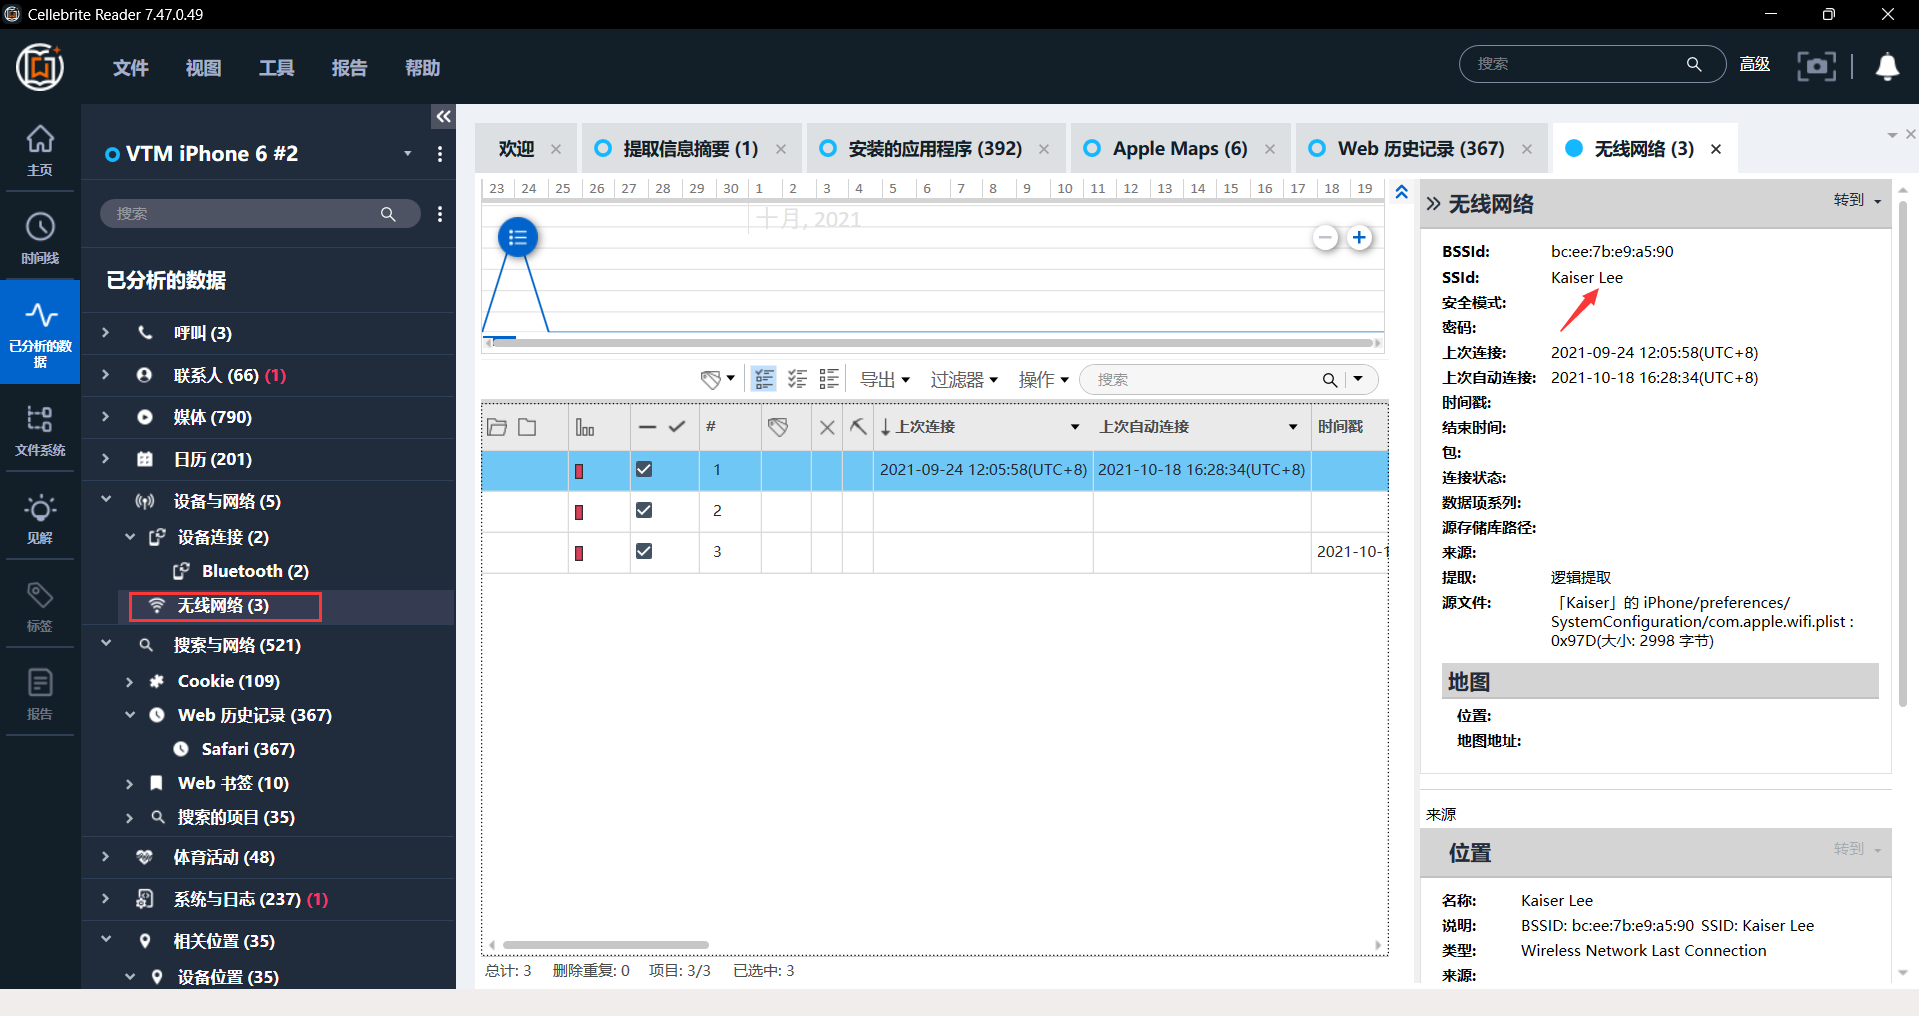 Cellebrite Reader 7.47.0.49
文件 视图 工具 报告 帮助
搜索 高级
主页
时间线
已分析的数据
文件系统
见解
标签
报告
VTM iPhone 6 #2
搜索
已分析的数据
呼叫 (3)
联系人 (66) (1)
媒体 (790)
日历 (201)
设备与网络 (5)
设备连接 (2)
Bluetooth (2)
无线网络 (3)
搜索与网络 (521)
Cookie (109)
Web 历史记录 (367)
Safari (367)
Web 书签 (10)
搜索的项目 (35)
体育活动 (48)
系统与日志 (237) (1)
相关位置 (35)
设备位置 (35)
欢迎 提取信息摘要 (1) 安装的应用程序 (392) Apple Maps (6) Web 历史记录 (367) 无线网络 (3)
23 24 25 26 27 28 29 30 1 2 3 4 5 6 7 8 9 10 11 12 13 14 15 16 17 18 19
十月, 2021
导出 过滤器 操作 搜索
# 上次连接 上次自动连接 时间戳
1 2021-09-24 12:05:58(UTC+8) 2021-10-18 16:28:34(UTC+8)
2
3 2021-10-1
总计: 3 删除重复: 0 项目: 3/3 已选中: 3
无线网络 转到
BSSId: bc:ee:7b:e9:a5:90
SSId: Kaiser Lee
安全模式:
密码:
上次连接: 2021-09-24 12:05:58(UTC+8)
上次自动连接: 2021-10-18 16:28:34(UTC+8)
时间戳:
结束时间:
包:
连接状态:
数据项系列:
源存储库路径:
来源:
提取: 逻辑提取
源文件: 「Kaiser」的 iPhone/preferences/
SystemConfiguration/com.apple.wifi.plist :
0x97D(大小: 2998 字节)
地图
位置:
地图地址:
来源
位置 转到
名称: Kaiser Lee
说明: BSSID: bc:ee:7b:e9:a5:90 SSID: Kaiser Lee
类型: Wireless Network Last Connection
来源: